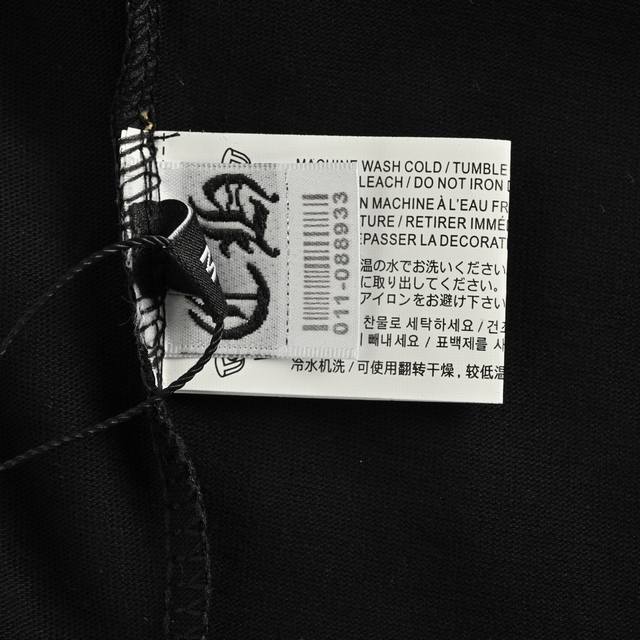 M
CH
011-088933
MACHINE WASH COLD / TUMBLE
LEACH / DO NOT IRON
N MACHINE À L'EAU FR
TURE / RETIRER IMMÉ
EPASSER LA DECORAT
温の水でお洗いください
に取り出してください。
アイロンをお避け下さい
찬물로 세탁하세요 / 건조
빼내세요 / 표백제를 사
冷水机洗 / 可使用翻转干燥，较低温